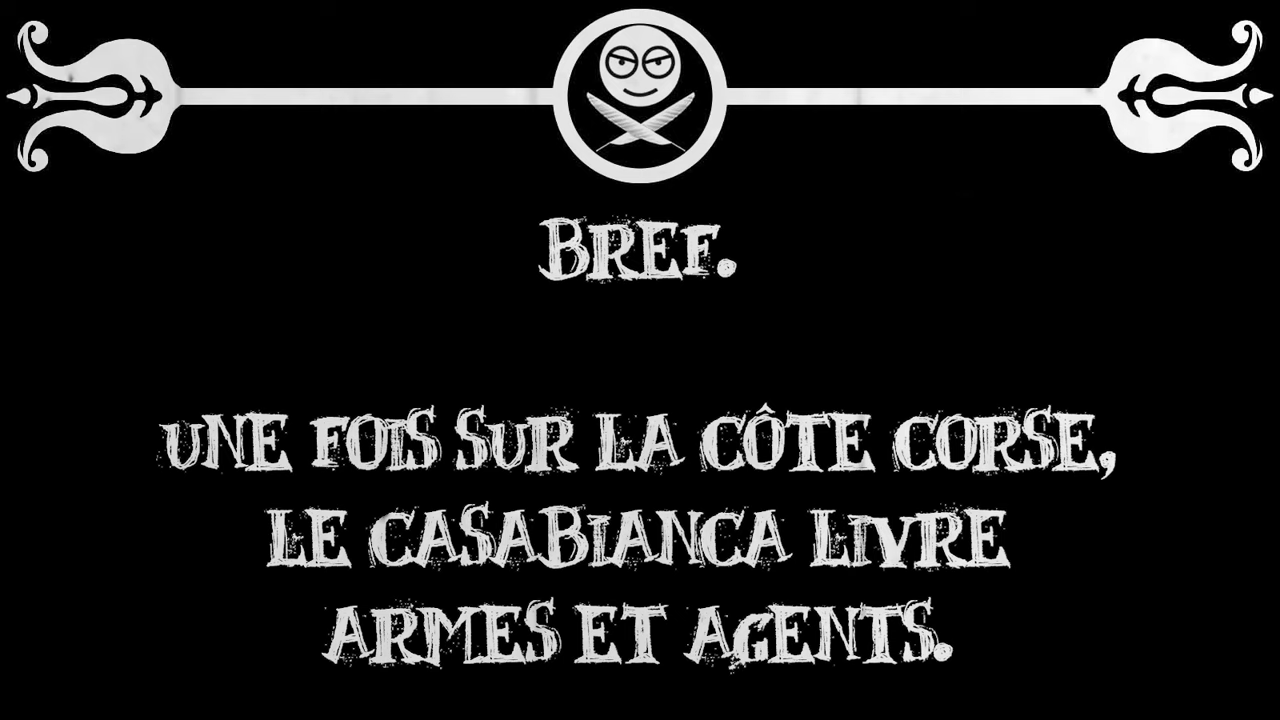 BREF.
UNE FOIS SUR LA CÔTE CORSE,
LE CASABIANCA LIVRE
ARMES ET AGENTS.